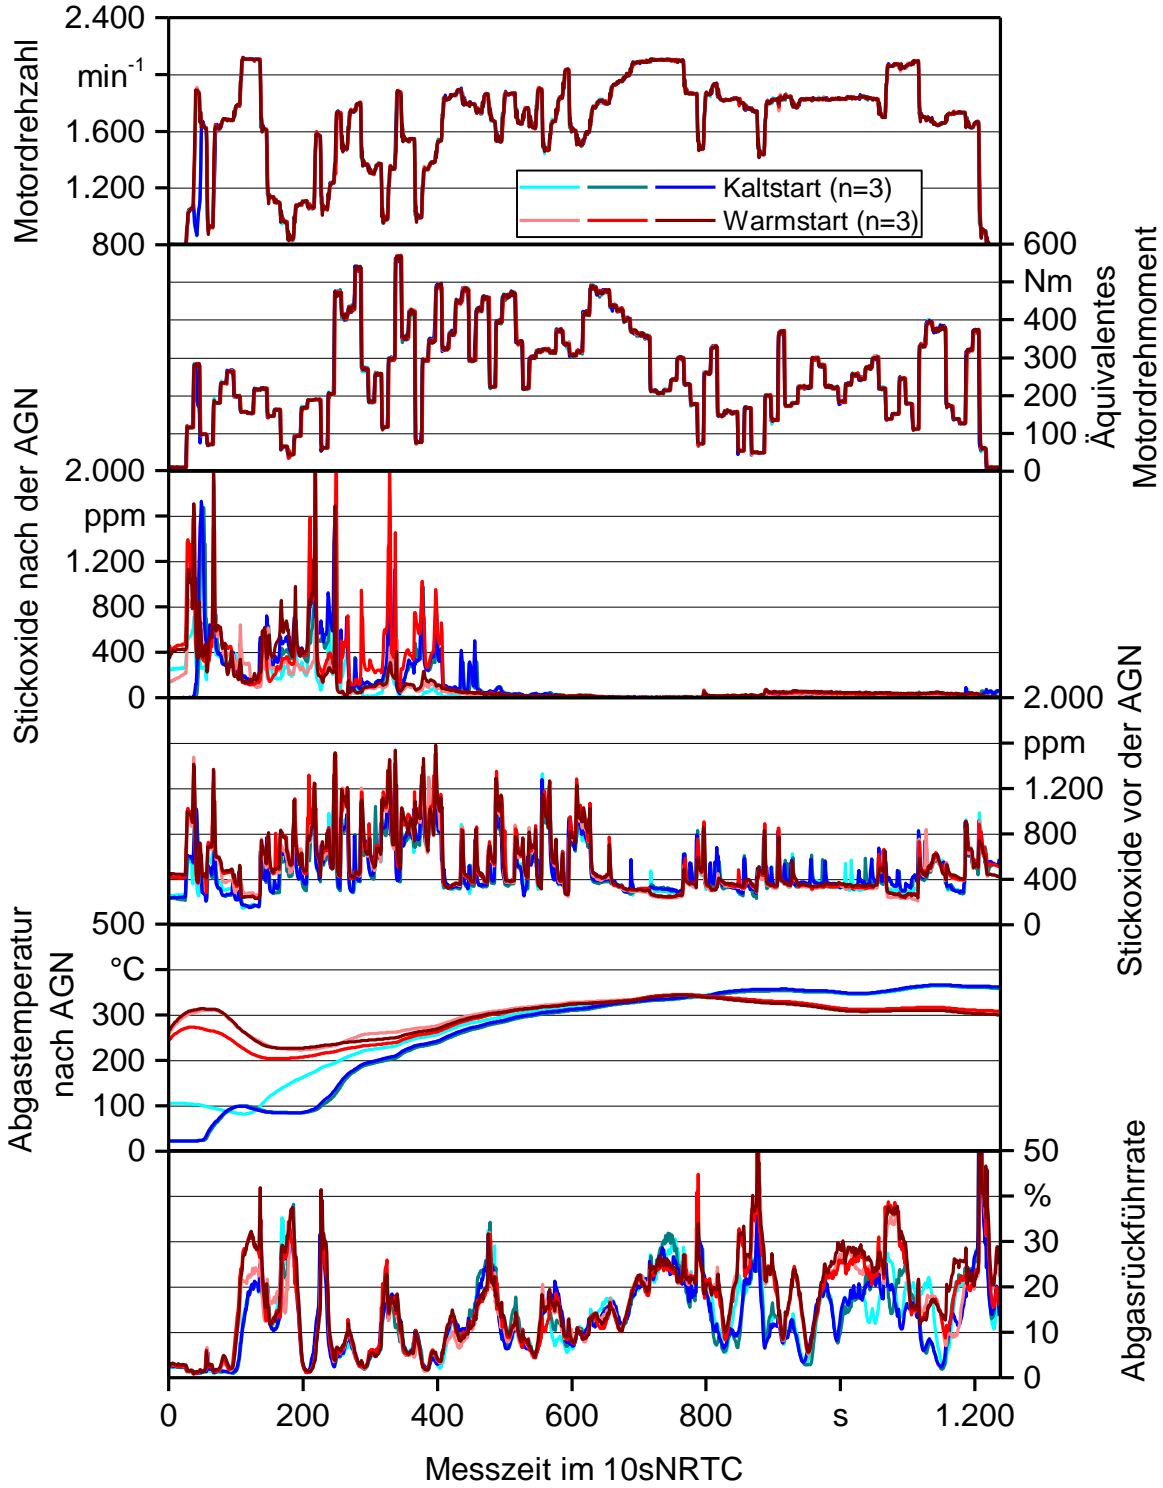 2.400
min-1
1.600
1.200
800
Motordrehzahl
Kaltstart (n=3)
Warmstart (n=3)
600
Nm
400
300
200
100
0
Äquivalentes
Motordrehmoment
2.000
ppm
1.200
800
400
0
Stickoxide nach der AGN
2.000
ppm
1.200
800
400
0
Stickoxide vor der AGN
500
°C
300
200
100
0
Abgastemperatur
nach AGN
50
%
30
20
10
0
Abgasrückführrate
0 200 400 600 800 s 1.200
Messzeit im 10sNRTC